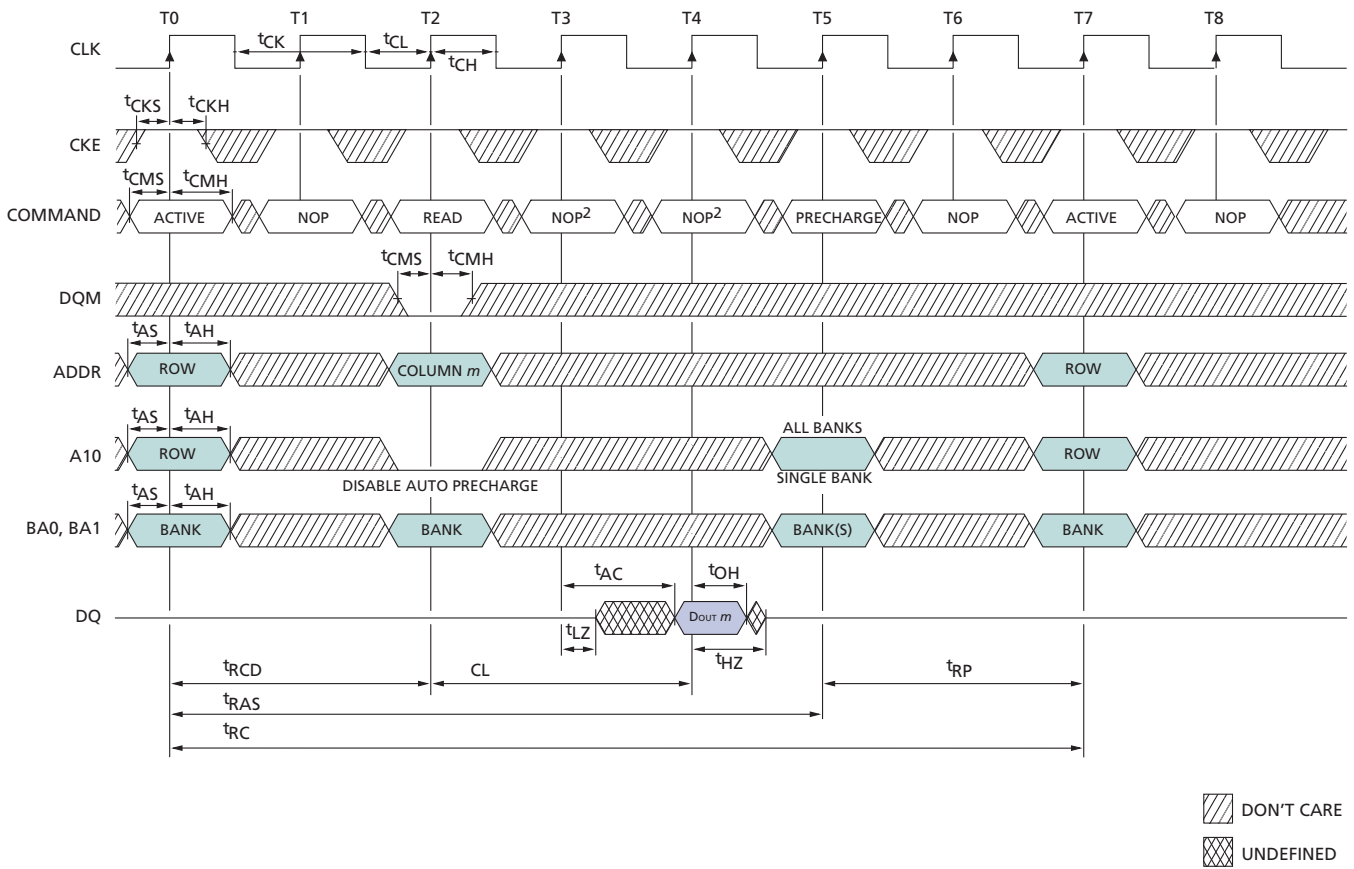 T0 T1 T2 T3 T4 T5 T6 T7 T8
CLK
tCK tCL
tCH
tCKS tCKH
CKE
tCMS tCMH
COMMAND ACTIVE NOP READ NOP2 NOP2 PRECHARGE NOP ACTIVE NOP
tCMS tCMH
DQM
tAS tAH
ADDR ROW COLUMN m ROW
tAS tAH ALL BANKS
A10 ROW ROW
DISABLE AUTO PRECHARGE SINGLE BANK
tAS tAH
BA0, BA1 BANK BANK BANK(S) BANK
tAC tOH
DQ DOUT m
tLZ tHZ
tRCD CL tRP
tRAS
tRC
DON'T CARE
UNDEFINED